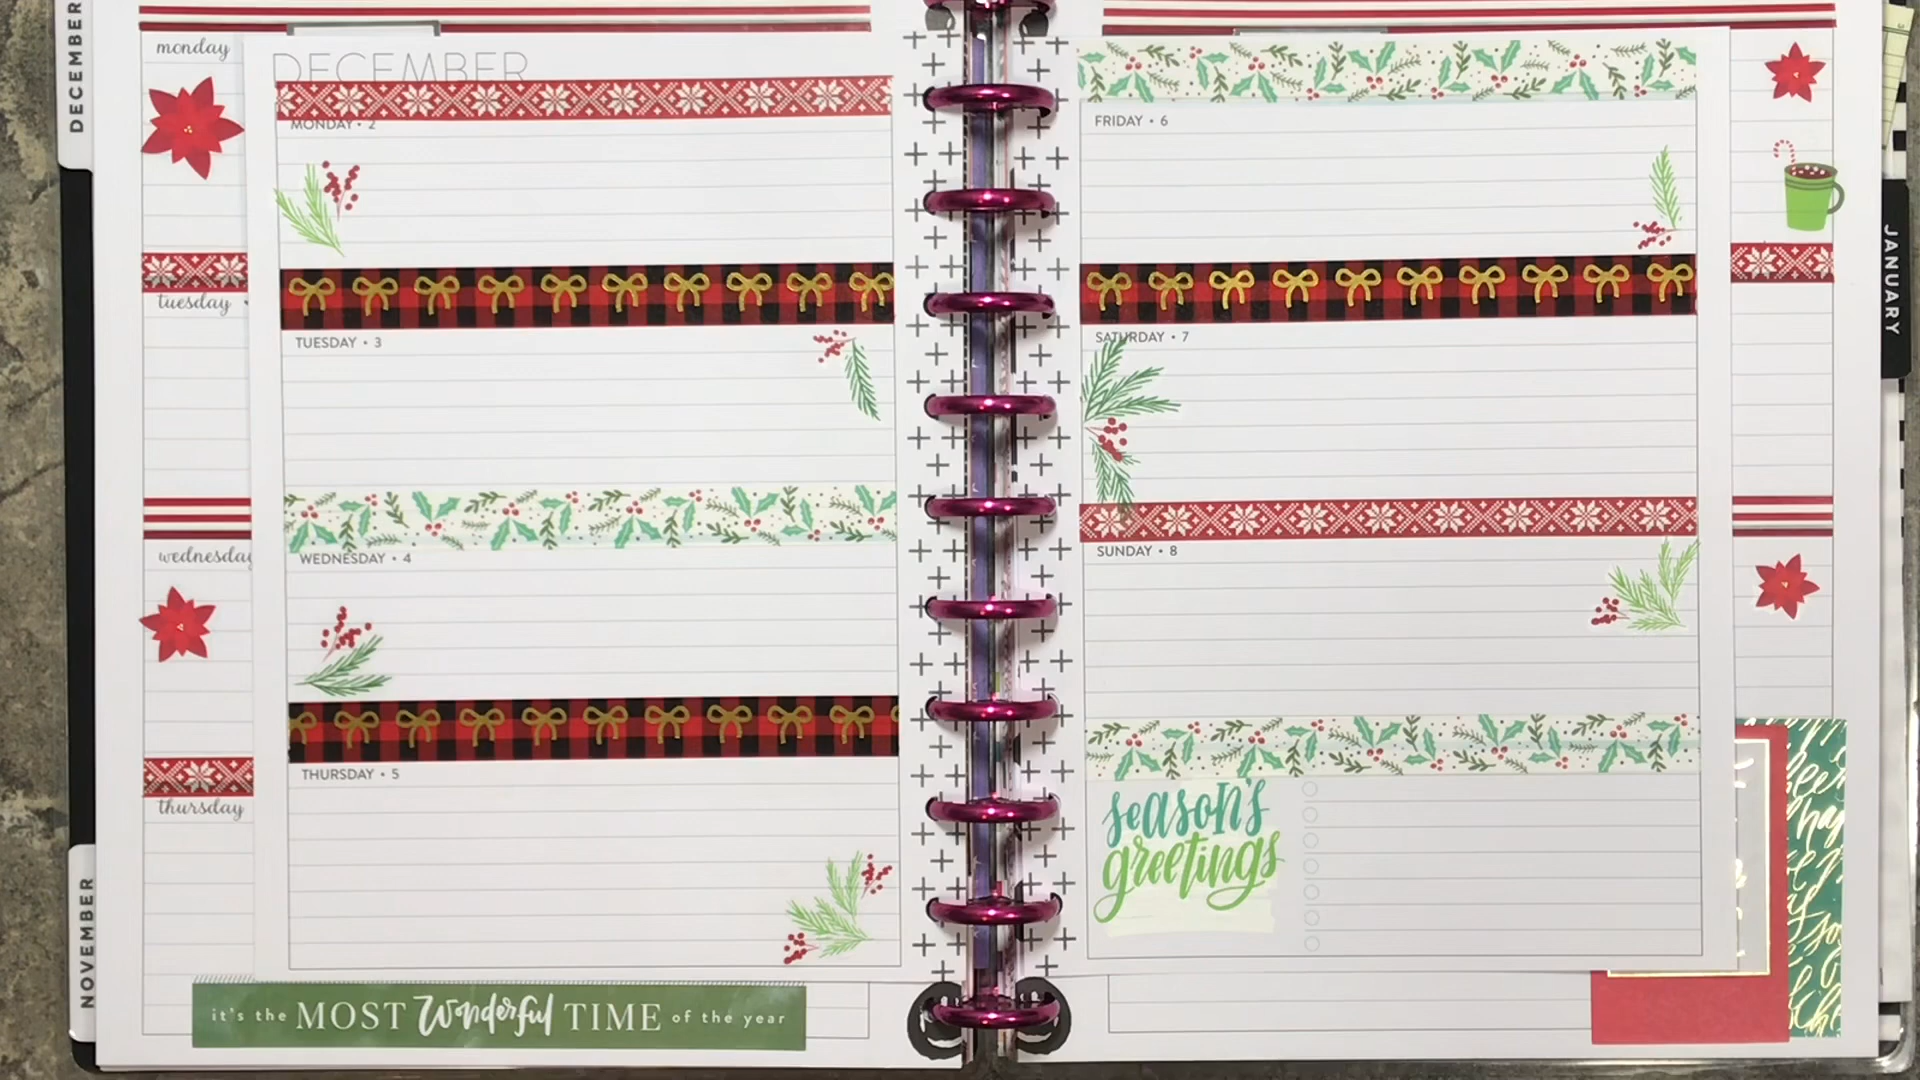 DECEMBER
monday
DECEMBER
MONDAY • 2
FRIDAY • 6
JANUARY
tuesday
TUESDAY • 3
SATURDAY • 7
wednesday
WEDNESDAY • 4
SUNDAY • 8
THURSDAY • 5
thursday
season's
greetings
NOVEMBER
it's the MOST Wonderful TIME of the year